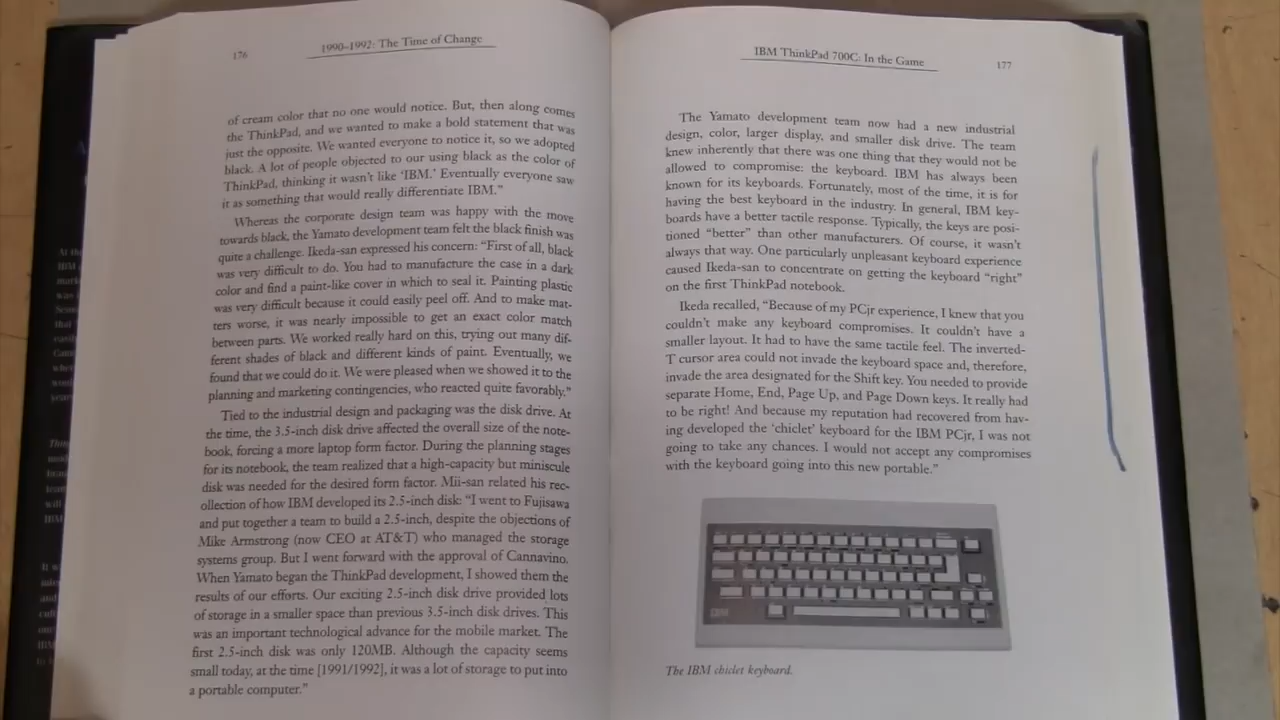 176
1990–1992: The Time of Change
of cream color that no one would notice. But, then along comes
the ThinkPad, and we wanted to make a bold statement that was
just the opposite. We wanted everyone to notice it, so we adopted
black. A lot of people objected to our using black as the color of
ThinkPad, thinking it wasn't like 'IBM.' Eventually everyone saw
it as something that would really differentiate IBM."
Whereas the corporate design team was happy with the move
towards black, the Yamato development team felt the black finish was
quite a challenge. Ikeda-san expressed his concern: "First of all, black
was very difficult to do. You had to manufacture the case in a dark
color and find a paint-like cover in which to seal it. Painting plastic
was very difficult because it could easily peel off. And to make mat-
ters worse, it was nearly impossible to get an exact color match
between parts. We worked really hard on this, trying out many dif-
ferent shades of black and different kinds of paint. Eventually, we
found that we could do it. We were pleased when we showed it to the
planning and marketing contingencies, who reacted quite favorably."
Tied to the industrial design and packaging was the disk drive. At
the time, the 3.5-inch disk drive affected the overall size of the note-
book, forcing a more laptop form factor. During the planning stages
for its notebook, the team realized that a high-capacity but miniscule
disk was needed for the desired form factor. Mii-san related his rec-
ollection of how IBM developed its 2.5-inch disk: "I went to Fujisawa
and put together a team to build a 2.5-inch, despite the objections of
Mike Armstrong (now CEO at AT&T) who managed the storage
systems group. But I went forward with the approval of Cannavino.
When Yamato began the ThinkPad development, I showed them the
results of our efforts. Our exciting 2.5-inch disk drive provided lots
of storage in a smaller space than previous 3.5-inch disk drives. This
was an important technological advance for the mobile market. The
first 2.5-inch disk was only 120MB. Although the capacity seems
small today, at the time [1991/1992], it was a lot of storage to put into
a portable computer."
IBM ThinkPad 700C: In the Game
177
The Yamato development team now had a new industrial
design, color, larger display, and smaller disk drive. The team
knew inherently that there was one thing that they would not be
allowed to compromise: the keyboard. IBM has always been
known for its keyboards. Fortunately, most of the time, it is for
having the best keyboard in the industry. In general, IBM key-
boards have a better tactile response. Typically, the keys are posi-
tioned "better" than other manufacturers. Of course, it wasn't
always that way. One particularly unpleasant keyboard experience
caused Ikeda-san to concentrate on getting the keyboard "right"
on the first ThinkPad notebook.
Ikeda recalled, "Because of my PCjr experience, I knew that you
couldn't make any keyboard compromises. It couldn't have a
smaller layout. It had to have the same tactile feel. The inverted-
T cursor area could not invade the keyboard space and, therefore,
invade the area designated for the Shift key. You needed to provide
separate Home, End, Page Up, and Page Down keys. It really had
to be right! And because my reputation had recovered from hav-
ing developed the 'chiclet' keyboard for the IBM PCjr, I was not
going to take any chances. I would not accept any compromises
with the keyboard going into this new portable."
IBM
The IBM chiclet keyboard.